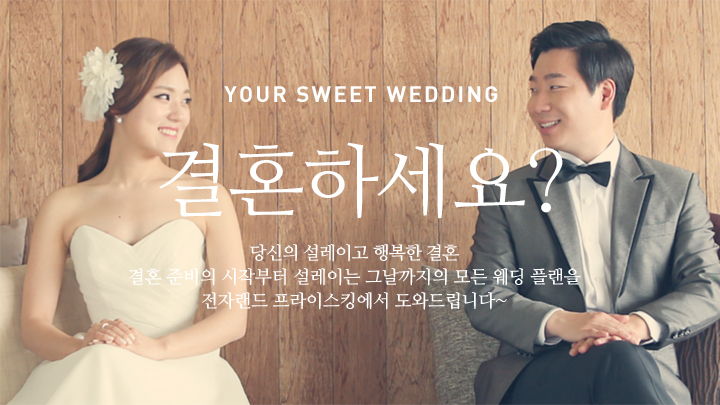 YOUR SWEET WEDDING
결혼하세요?
당신의 설레이고 행복한 결혼
결혼 준비의 시작부터 설레이는 그날까지의 모든 웨딩 플랜을
전자랜드 프라이스킹에서 도와드립니다~